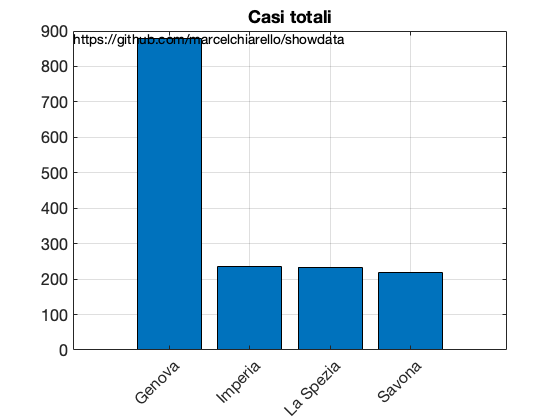 Casi totali
https://github.com/marcelchiarello/showdata
900
800
700
600
500
400
300
200
100
0
Genova
Imperia
La Spezia
Savona